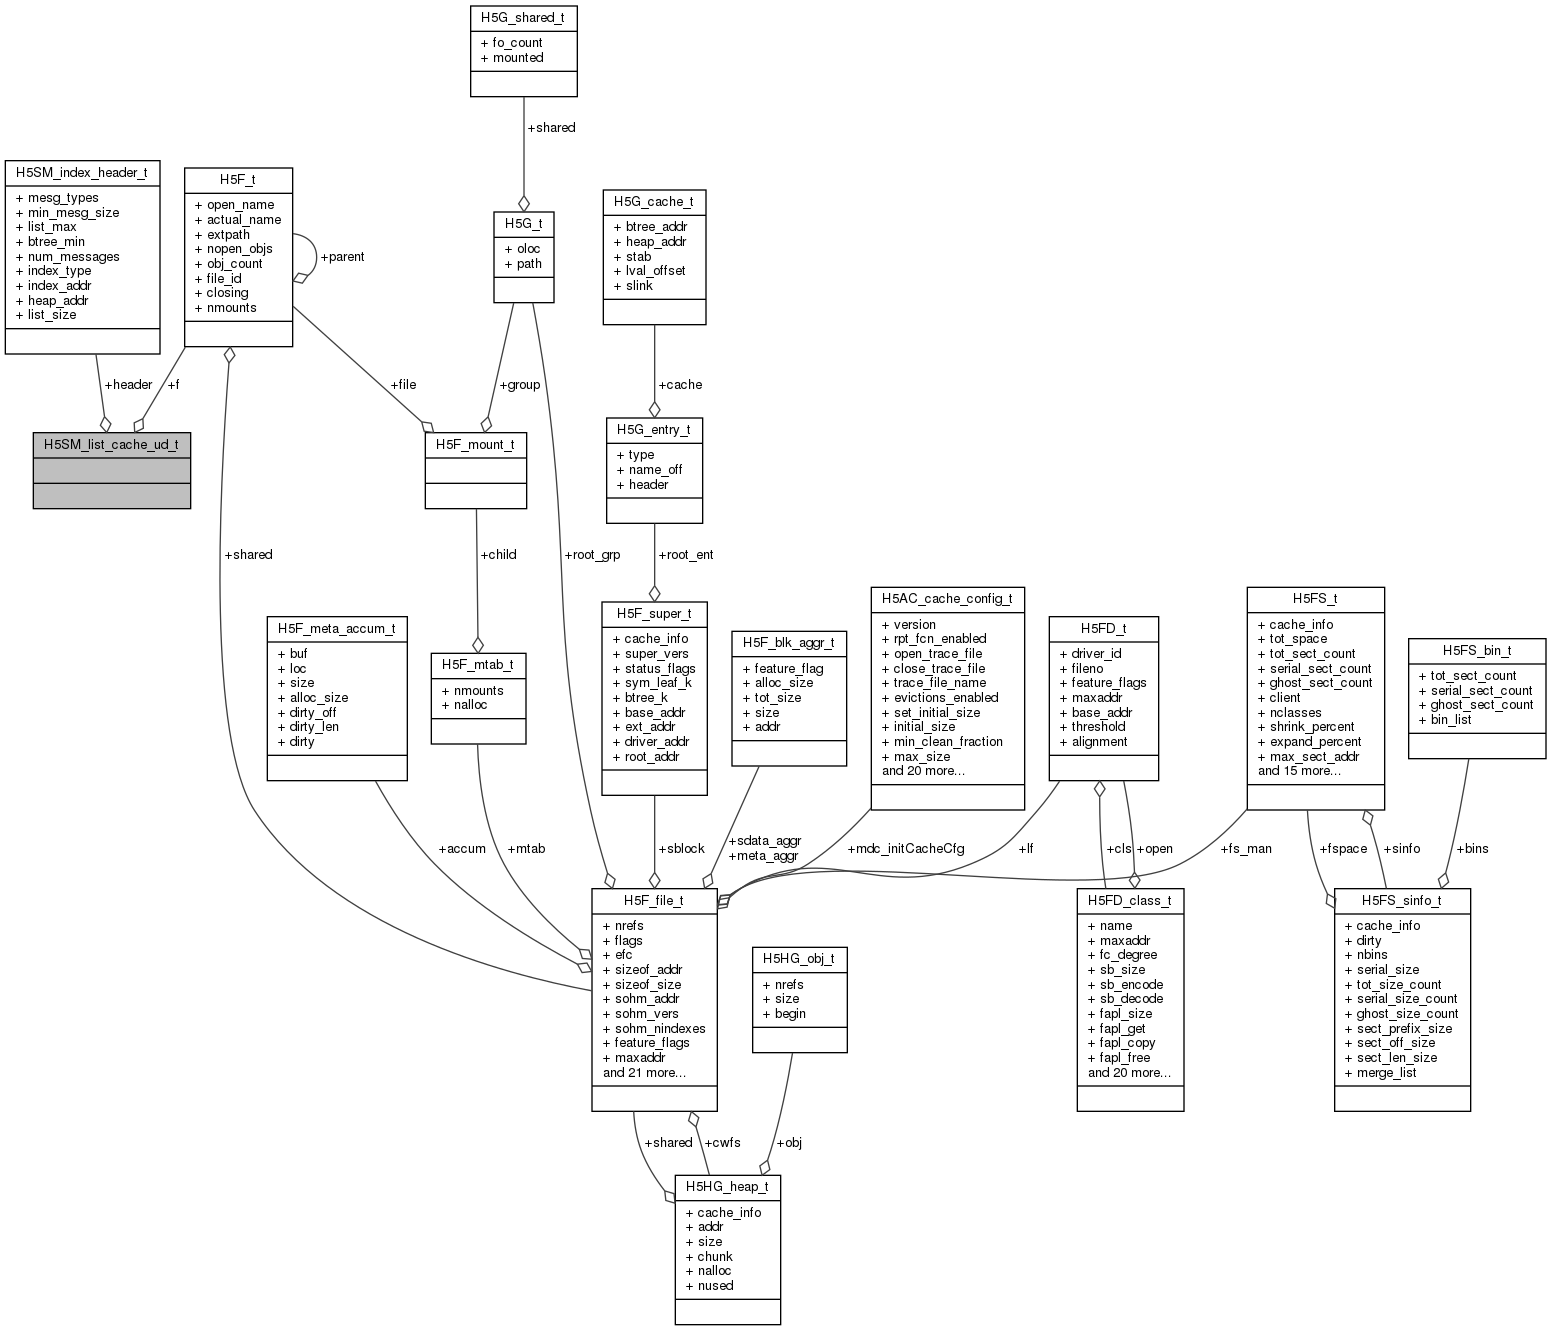 H5G_shared_t
+ fo_count
+ mounted
+shared
H5SM_index_header_t
+ mesg_types
+ min_mesg_size
+ list_max
+ btree_min
+ num_messages
+ index_type
+ index_addr
+ heap_addr
+ list_size
H5F_t
+ open_name
+ actual_name
+ extpath
+ nopen_objs
+ obj_count
+ file_id
+ closing
+ nmounts
+parent
H5G_t
+ oloc
+ path
H5G_cache_t
+ btree_addr
+ heap_addr
+ stab
+ lval_offset
+ slink
+header
+f
+file
+group
+cache
H5SM_list_cache_ud_t
H5F_mount_t
H5G_entry_t
+ type
+ name_off
+ header
+shared
+child
+root_grp
+root_ent
H5F_meta_accum_t
+ buf
+ loc
+ size
+ alloc_size
+ dirty_off
+ dirty_len
+ dirty
H5F_mtab_t
+ nmounts
+ nalloc
H5F_super_t
+ cache_info
+ super_vers
+ status_flags
+ sym_leaf_k
+ btree_k
+ base_addr
+ ext_addr
+ driver_addr
+ root_addr
H5F_blk_aggr_t
+ feature_flag
+ alloc_size
+ tot_size
+ size
+ addr
H5AC_cache_config_t
+ version
+ rpt_fcn_enabled
+ open_trace_file
+ close_trace_file
+ trace_file_name
+ evictions_enabled
+ set_initial_size
+ initial_size
+ min_clean_fraction
+ max_size
and 20 more...
H5FD_t
+ driver_id
+ fileno
+ feature_flags
+ maxaddr
+ base_addr
+ threshold
+ alignment
H5FS_t
+ cache_info
+ tot_space
+ tot_sect_count
+ serial_sect_count
+ ghost_sect_count
+ client
+ nclasses
+ shrink_percent
+ expand_percent
+ max_sect_addr
and 15 more...
H5FS_bin_t
+ tot_sect_count
+ serial_sect_count
+ ghost_sect_count
+ bin_list
+accum
+mtab
+sblock
+sdata_aggr
+meta_aggr
+mdc_initCacheCfg
+lf
+cls
+open
+fs_man
+fspace
+sinfo
+bins
H5F_file_t
+ nrefs
+ flags
+ efc
+ sizeof_addr
+ sizeof_size
+ sohm_addr
+ sohm_vers
+ sohm_nindexes
+ feature_flags
+ maxaddr
and 21 more...
H5HG_obj_t
+ nrefs
+ size
+ begin
H5FD_class_t
+ name
+ maxaddr
+ fc_degree
+ sb_size
+ sb_encode
+ sb_decode
+ fapl_size
+ fapl_get
+ fapl_copy
+ fapl_free
and 20 more...
H5FS_sinfo_t
+ cache_info
+ dirty
+ nbins
+ serial_size
+ tot_size_count
+ serial_size_count
+ ghost_size_count
+ sect_prefix_size
+ sect_off_size
+ sect_len_size
+ merge_list
+shared
+cwfs
+obj
H5HG_heap_t
+ cache_info
+ addr
+ size
+ chunk
+ nalloc
+ nused